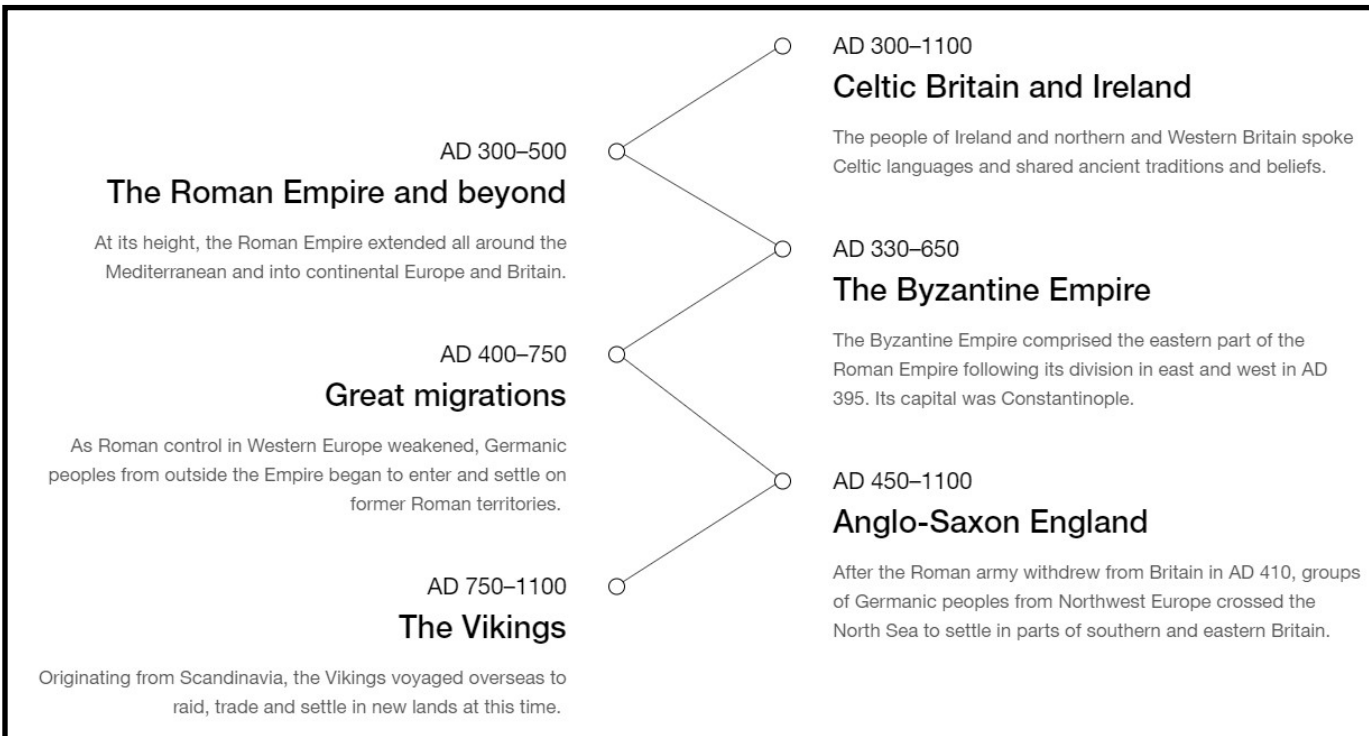 AD 300–1100
Celtic Britain and Ireland
The people of Ireland and northern and Western Britain spoke
Celtic languages and shared ancient traditions and beliefs.
AD 300–500
The Roman Empire and beyond
At its height, the Roman Empire extended all around the
Mediterranean and into continental Europe and Britain.
AD 330–650
The Byzantine Empire
The Byzantine Empire comprised the eastern part of the
Roman Empire following its division in east and west in AD
395. Its capital was Constantinople.
AD 400–750
Great migrations
As Roman control in Western Europe weakened, Germanic
peoples from outside the Empire began to enter and settle on
former Roman territories.
AD 450–1100
Anglo-Saxon England
After the Roman army withdrew from Britain in AD 410, groups
of Germanic peoples from Northwest Europe crossed the
North Sea to settle in parts of southern and eastern Britain.
AD 750–1100
The Vikings
Originating from Scandinavia, the Vikings voyaged overseas to
raid, trade and settle in new lands at this time.